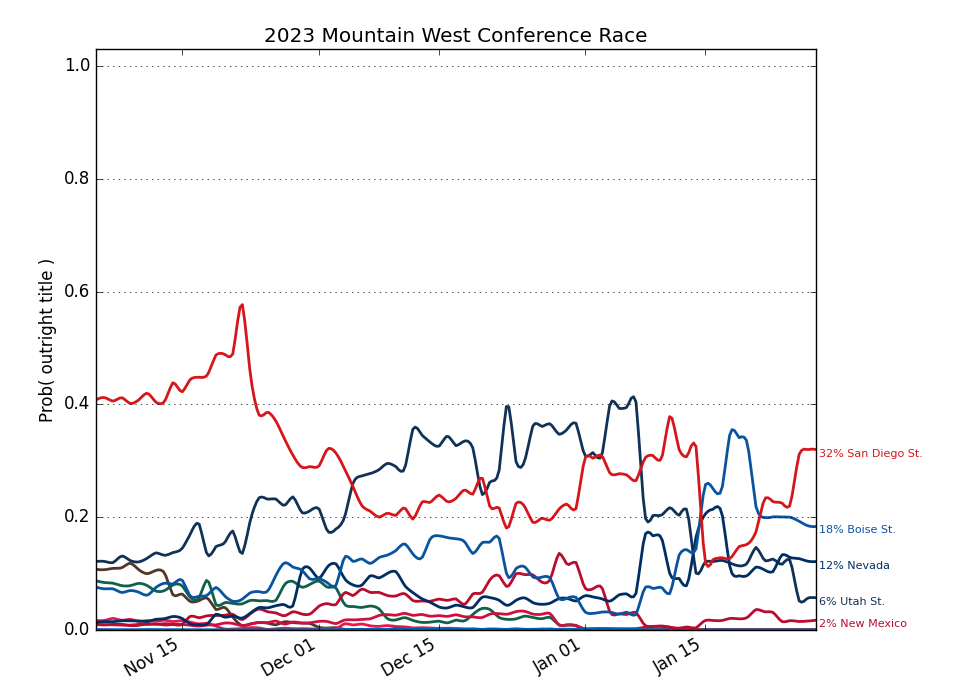 2023 Mountain West Conference Race
Prob( outright title )
1.0
0.8
0.6
0.4
0.2
0.0
32% San Diego St.
18% Boise St.
12% Nevada
6% Utah St.
2% New Mexico
Nov 15
Dec 01
Dec 15
Jan 01
Jan 15